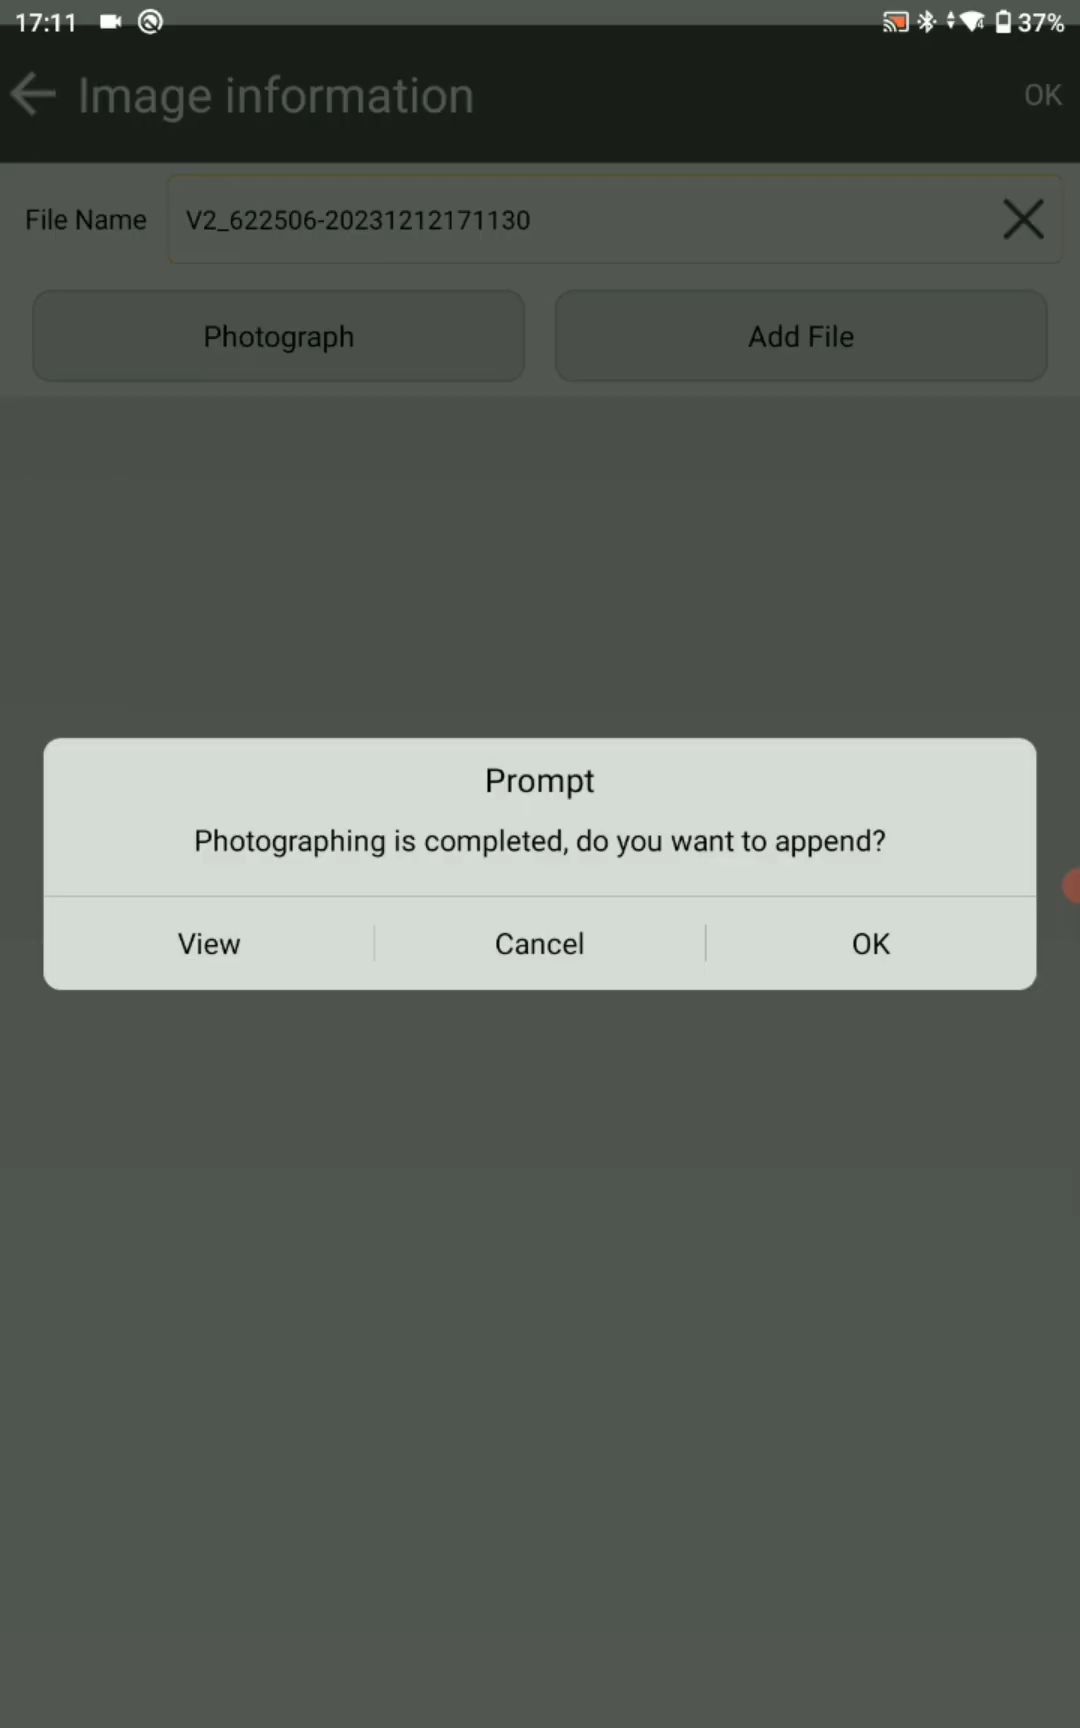 17:11
37%
Image information
OK
File Name
V2_622506-20231212171130
Photograph
Add File
Prompt
Photographing is completed, do you want to append?
View
Cancel
OK